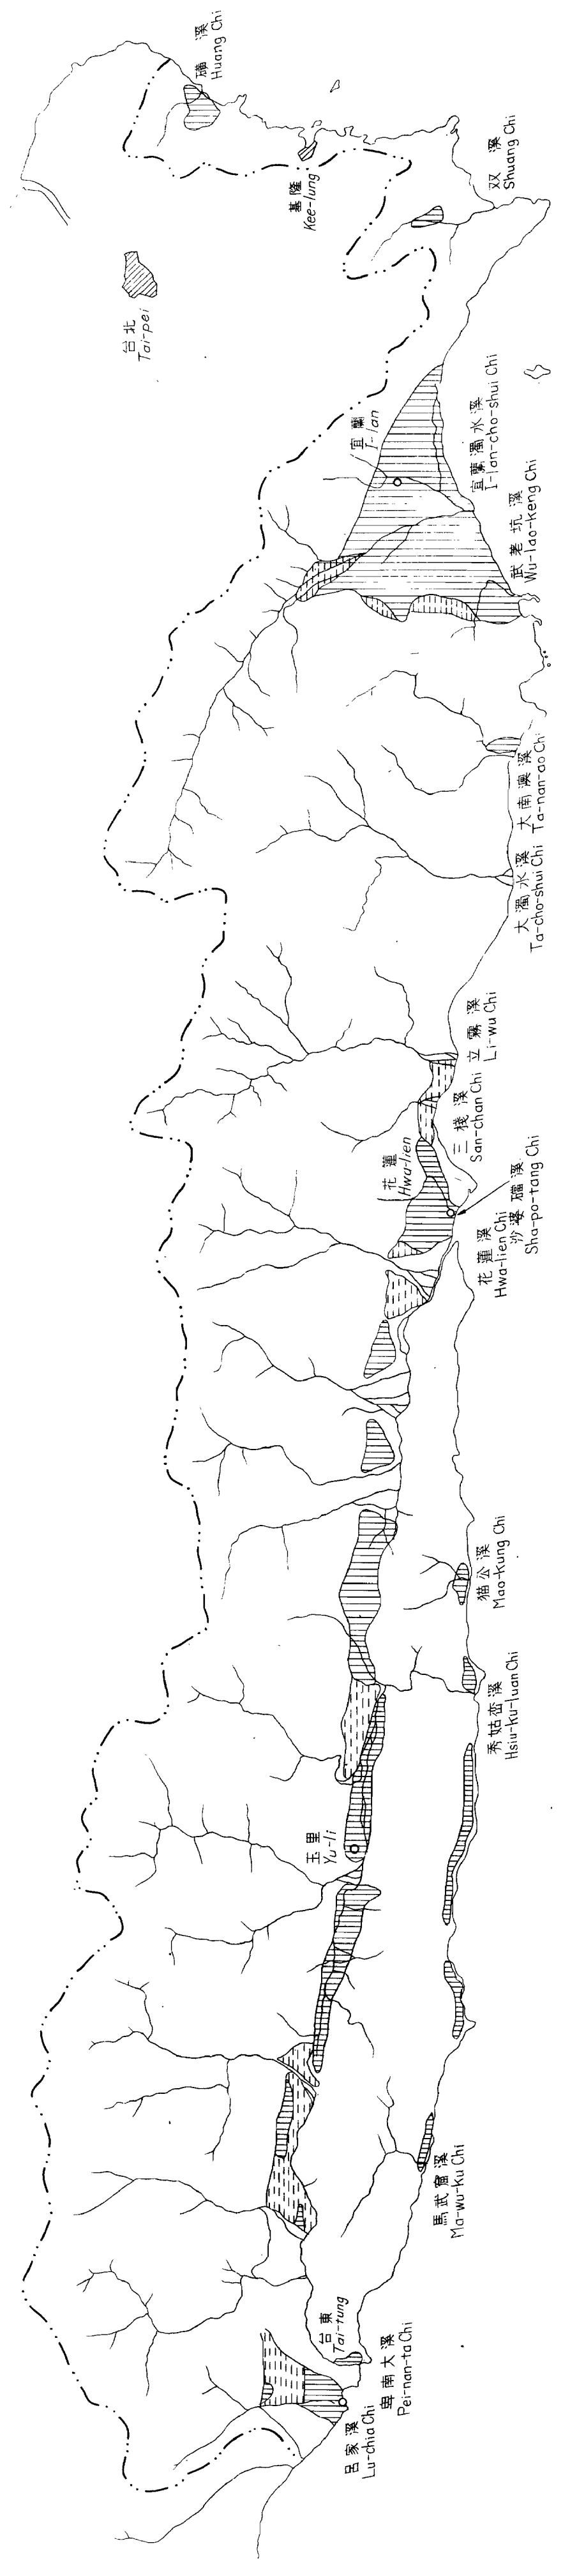 磺溪
Huang Chi
基隆
Kee-lung
双溪
Shuang Chi
台北
Tai-pei
宜蘭
I-lan
宜蘭濁水溪
I-lan-cho-shui Chi
武荖坑溪
Wu-lao-keng Chi
大南澳溪
Ta-nan-ao Chi
大濁水溪
Ta-cho-shui Chi
立霧溪
Li-wu Chi
三棧溪
San-chan Chi
花蓮
Hwa-lien
花蓮溪
Hwa-lien Chi
沙婆礑溪
Sha-po-tang Chi
猫公溪
Mao-kung Chi
秀姑峦溪
Hsiu-ku-luan Chi
玉里
Yu-li
馬武窟溪
Ma-wu-ku Chi
台東
Tai-tung
卑南大溪
Pei-nan-ta Chi
呂家溪
Lu-chia Chi